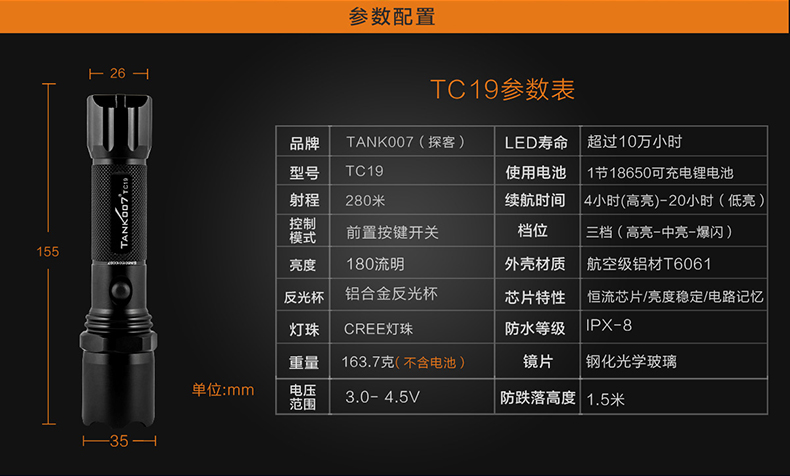 参数配置
TC19参数表
26
155
35
单位:mm
TANK007® TC19
品牌 TANK007（探客） LED寿命 超过10万小时
型号 TC19 使用电池 1节18650可充电锂电池
射程 280米 续航时间 4小时(高亮)-20小时（低亮）
控制
模式 前置按键开关 档位 三档（高亮-中亮-爆闪）
亮度 180流明 外壳材质 航空级铝材T6061
反光杯 铝合金反光杯 芯片特性 恒流芯片/亮度稳定/电路记忆
灯珠 CREE灯珠 防水等级 IPX-8
重量 163.7克(不含电池) 镜片 钢化光学玻璃
电压
范围 3.0- 4.5V 防跌落高度 1.5米